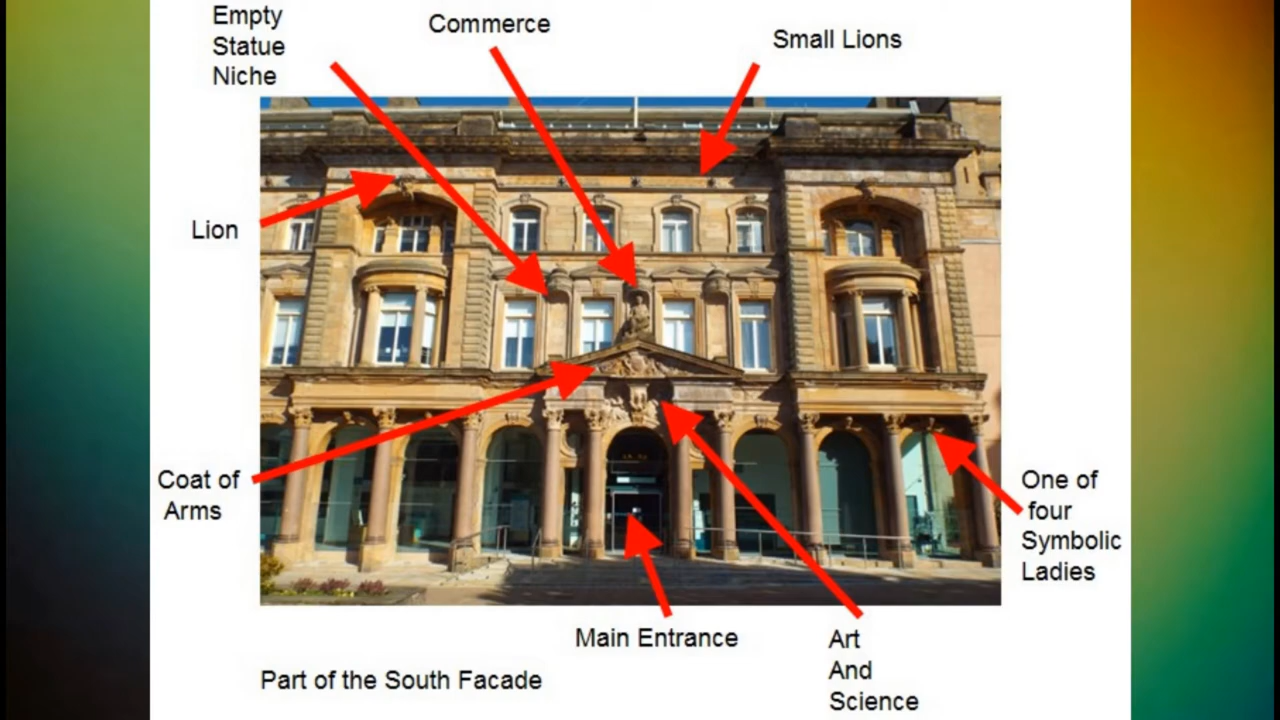 Empty
Statue
Niche
Commerce
Small Lions
Lion
Coat of
Arms
One of
four
Symbolic
Ladies
Main Entrance
Art
And
Science
Part of the South Facade